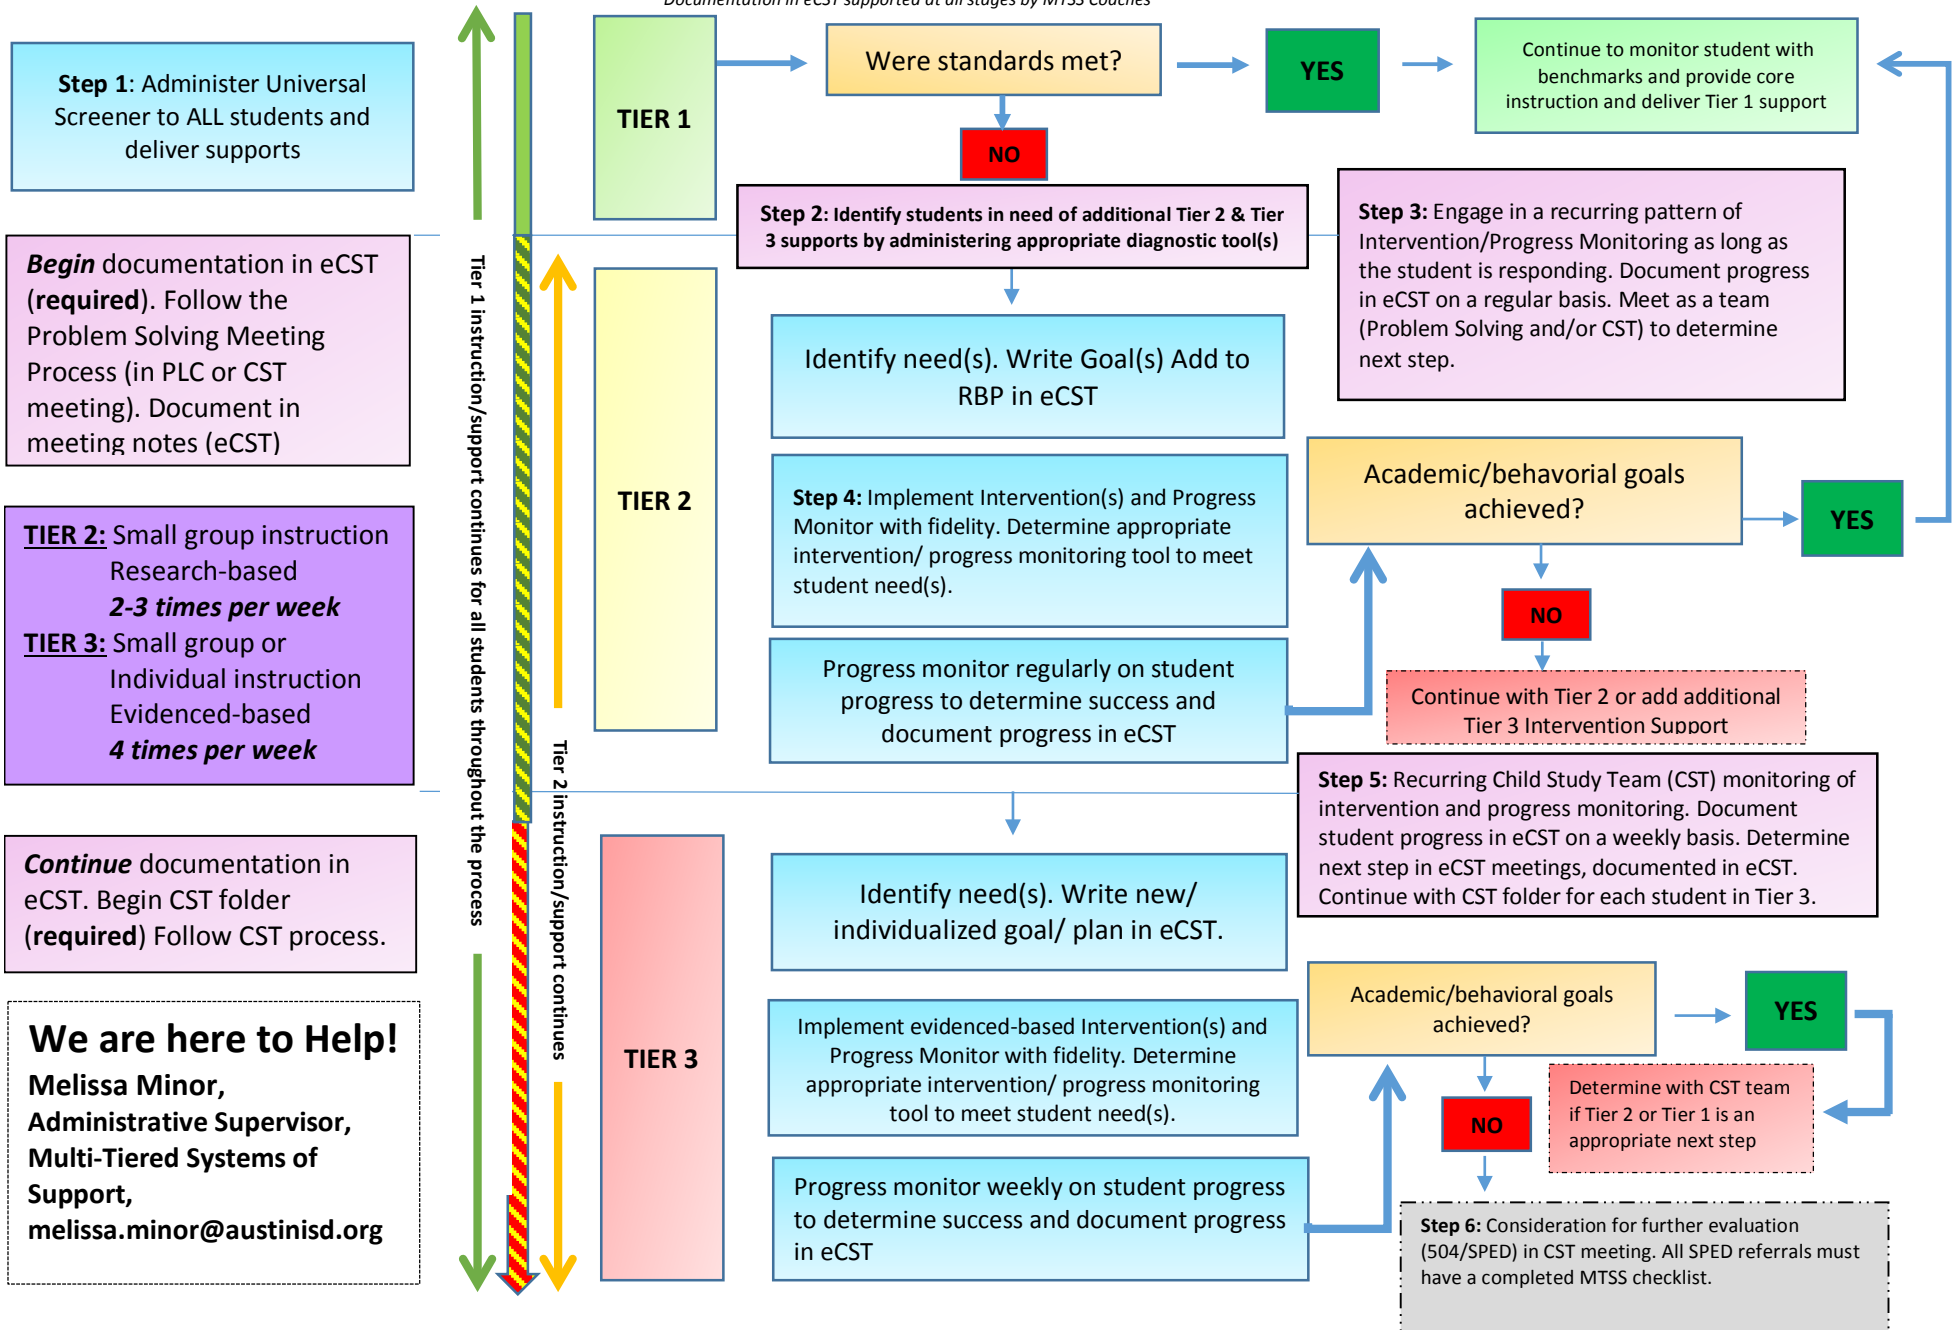 Documentation in eCST supported at all stages by MTSS Coaches
Step 1: Administer Universal
Screener to ALL students and
deliver supports
TIER 1
Were standards met?
YES
Continue to monitor student with
benchmarks and provide core
instruction and deliver Tier 1 support
NO
Step 2: Identify students in need of additional Tier 2 & Tier
3 supports by administering appropriate diagnostic tool(s)
Step 3: Engage in a recurring pattern of
Intervention/Progress Monitoring as long as
the student is responding. Document progress
in eCST on a regular basis. Meet as a team
(Problem Solving and/or CST) to determine
next step.
Begin documentation in eCST
(required). Follow the
Problem Solving Meeting
Process (in PLC or CST
meeting). Document in
meeting notes (eCST)
Tier 1 instruction/support continues for all students throughout the process
TIER 2
Identify need(s). Write Goal(s) Add to
RBP in eCST
Step 4: Implement Intervention(s) and Progress
Monitor with fidelity. Determine appropriate
intervention/ progress monitoring tool to meet
student need(s).
Academic/behavorial goals
achieved?
YES
NO
Continue with Tier 2 or add additional
Tier 3 Intervention Support
Progress monitor regularly on student
progress to determine success and
document progress in eCST
TIER 2: Small group instruction
Research-based
2-3 times per week
TIER 3: Small group or
Individual instruction
Evidenced-based
4 times per week
Tier 2 instruction/support continues
Step 5: Recurring Child Study Team (CST) monitoring of
intervention and progress monitoring. Document
student progress in eCST on a weekly basis. Determine
next step in eCST meetings, documented in eCST.
Continue with CST folder for each student in Tier 3.
Continue documentation in
eCST. Begin CST folder
(required) Follow CST process.
TIER 3
Identify need(s). Write new/
individualized goal/ plan in eCST.
Implement evidenced-based Intervention(s) and
Progress Monitor with fidelity. Determine
appropriate intervention/ progress monitoring
tool to meet student need(s).
Academic/behavioral goals
achieved?
YES
Determine with CST team
if Tier 2 or Tier 1 is an
appropriate next step
NO
Progress monitor weekly on student progress
to determine success and document progress
in eCST
Step 6: Consideration for further evaluation
(504/SPED) in CST meeting. All SPED referrals must
have a completed MTSS checklist.
We are here to Help!
Melissa Minor,
Administrative Supervisor,
Multi-Tiered Systems of
Support,
melissa.minor@austinisd.org